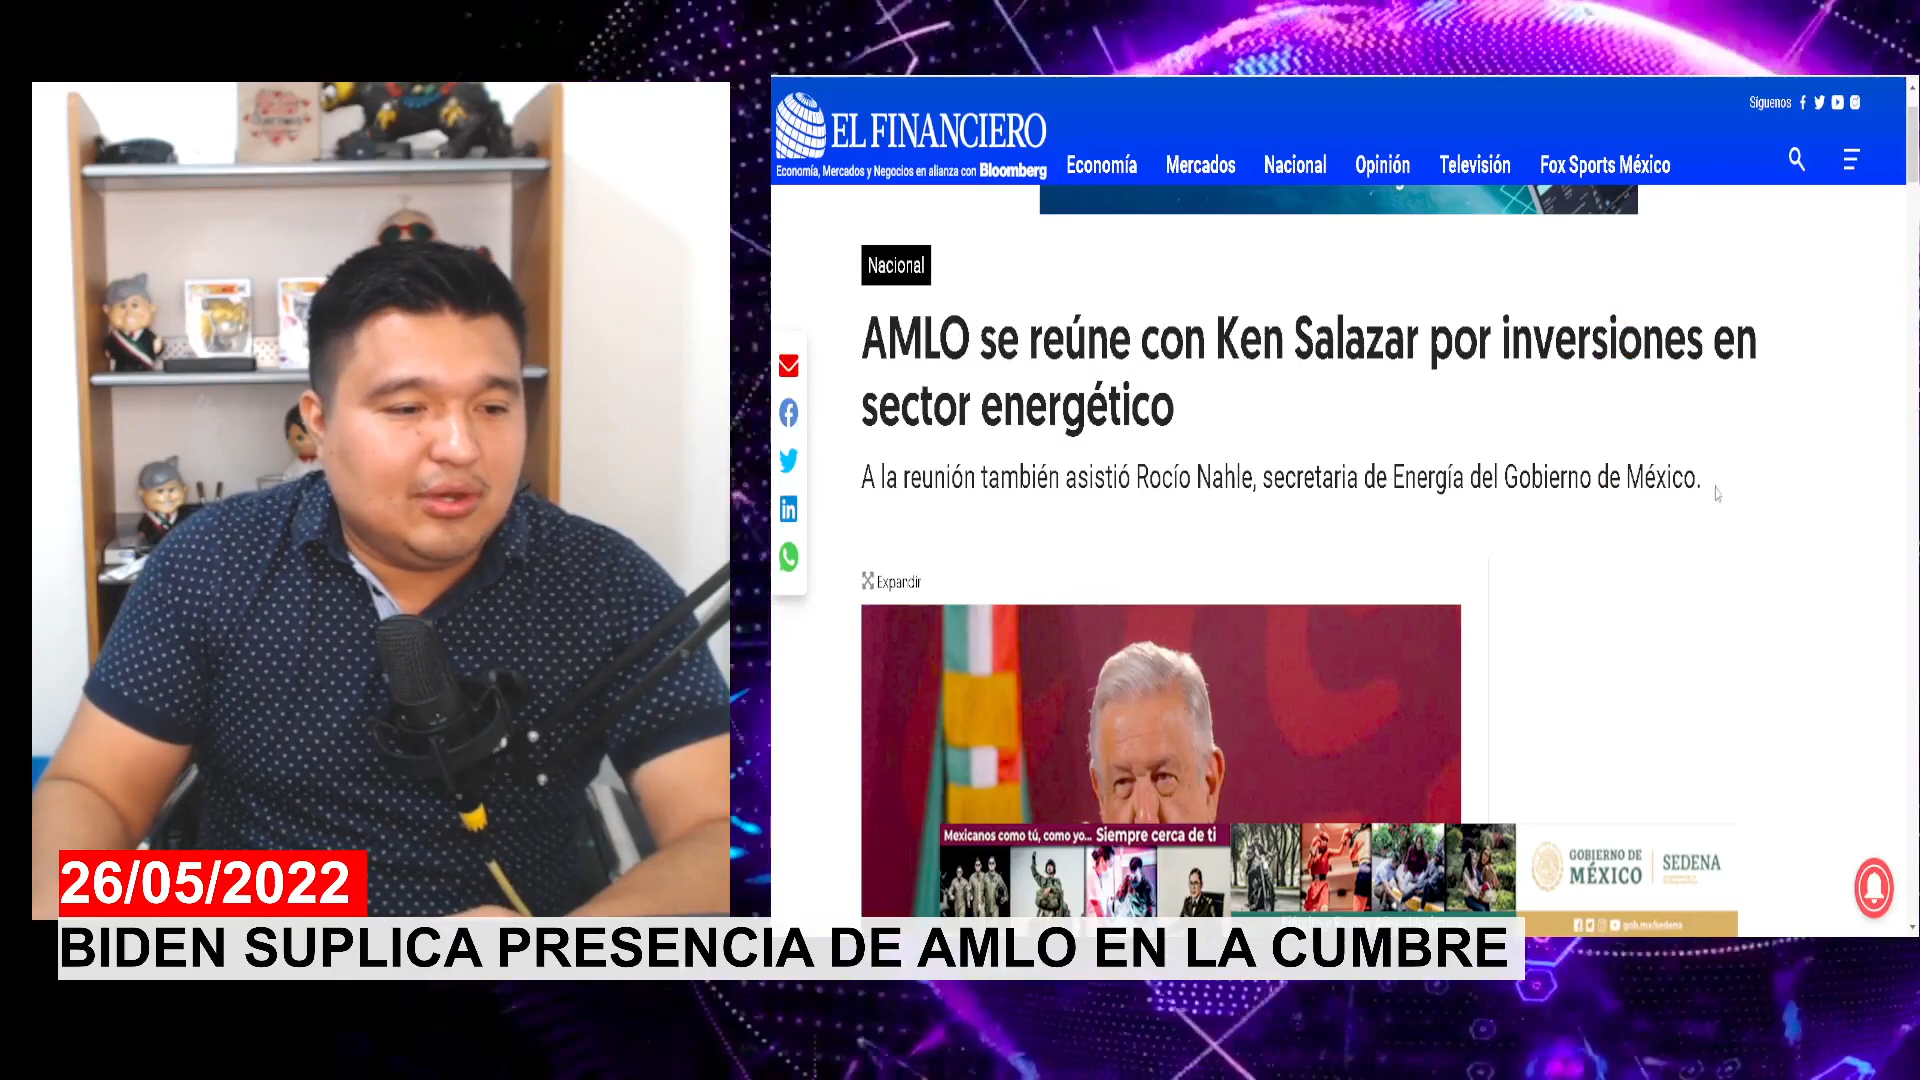 Síguenos
EL FINANCIERO
Economía, Mercados y Negocios en alianza con Bloomberg
Economía Mercados Nacional Opinión Televisión Fox Sports México
Nacional
AMLO se reúne con Ken Salazar por inversiones en
sector energético
A la reunión también asistió Rocío Nahle, secretaria de Energía del Gobierno de México.
Expandir
Mexicanos como tú, como yo... Siempre cerca de ti
GOBIERNO DE
MÉXICO
SEDENA
gob.mx/sedena
26/05/2022
BIDEN SUPLICA PRESENCIA DE AMLO EN LA CUMBRE